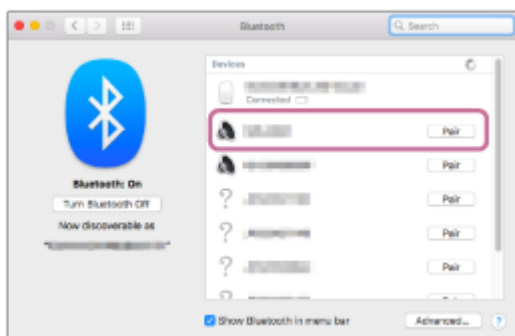 Bluetooth
Search
Devices
Connected
Pair
Pair
Pair
Pair
Pair
Bluetooth: On
Turn Bluetooth Off
Now discoverable as
Show Bluetooth in menu bar
Advanced...
?